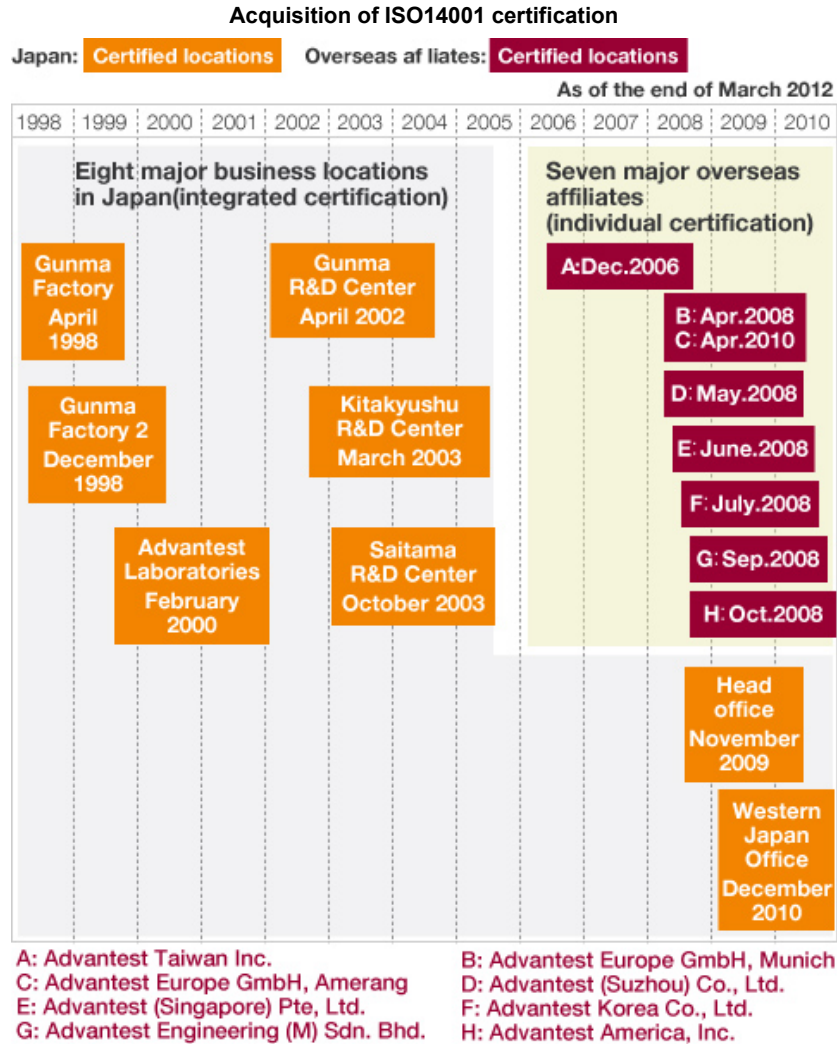 Acquisition of ISO14001 certification
Japan: Certified locations Overseas af liates: Certified locations
As of the end of March 2012
1998 1999 2000 2001 2002 2003 2004 2005 2006 2007 2008 2009 2010
Eight major business locations
in Japan(integrated certification)
Seven major overseas
affiliates
(individual certification)
Gunma
Factory
April
1998
Gunma
R&D Center
April 2002
A:Dec.2006
B:Apr.2008
C:Apr.2010
D:May.2008
Gunma
Factory 2
December
1998
Kitakyushu
R&D Center
March 2003
E:June.2008
F:July.2008
Advantest
Laboratories
February
2000
Saitama
R&D Center
October 2003
G:Sep.2008
H:Oct.2008
Head
office
November
2009
Western
Japan
Office
December
2010
A: Advantest Taiwan Inc.
B: Advantest Europe GmbH, Munich
C: Advantest Europe GmbH, Amerang
D: Advantest (Suzhou) Co., Ltd.
E: Advantest (Singapore) Pte, Ltd.
F: Advantest Korea Co., Ltd.
G: Advantest Engineering (M) Sdn. Bhd.
H: Advantest America, Inc.